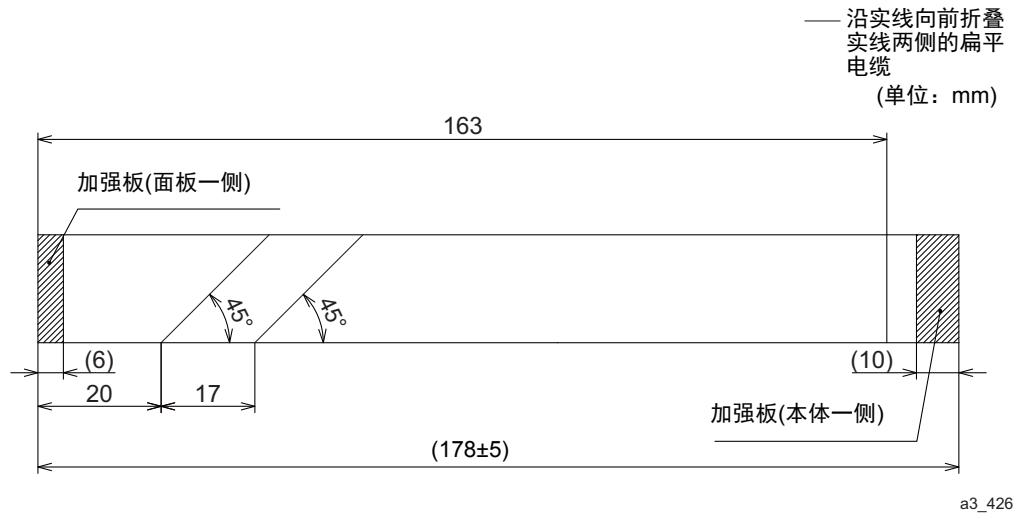 沿实线向前折叠
实线两侧的扁平
电缆
(单位：mm)
163
加强板(面板一侧)
45°
45°
(6)
(10)
20
17
加强板(本体一侧)
(178±5)
a3_426